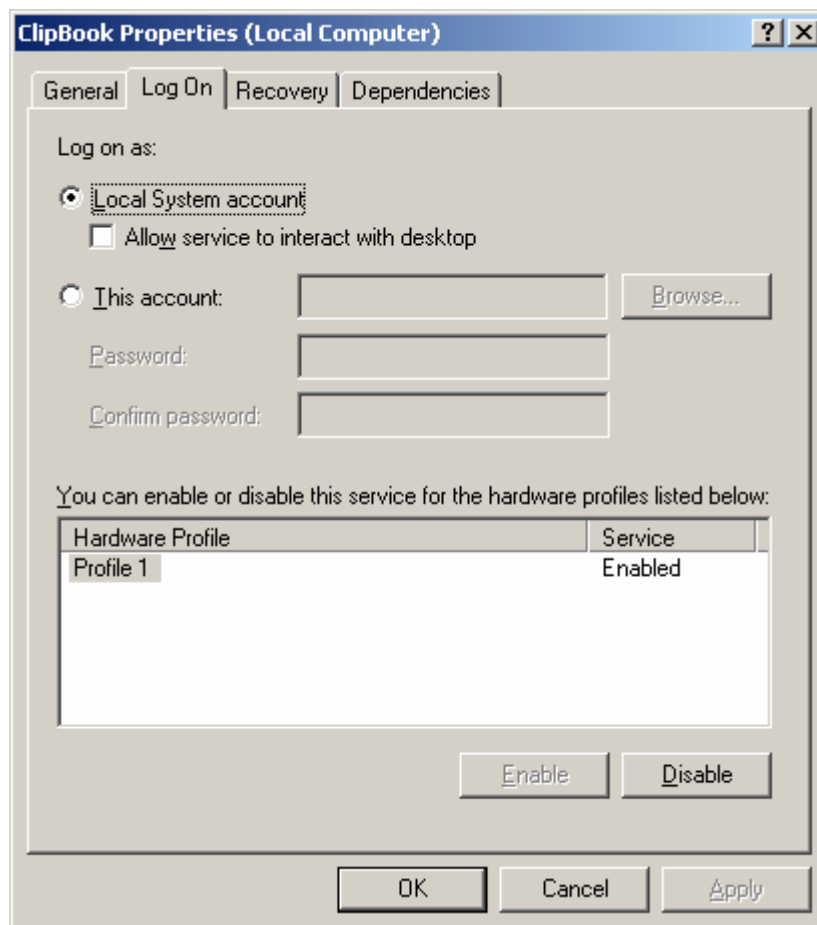 ClipBook Properties (Local Computer)
General Log On Recovery Dependencies
Log on as:
Local System account
Allow service to interact with desktop
This account: Browse...
Password:
Confirm password:
You can enable or disable this service for the hardware profiles listed below:
Hardware Profile Service
Profile 1 Enabled
Enable Disable
OK Cancel Apply